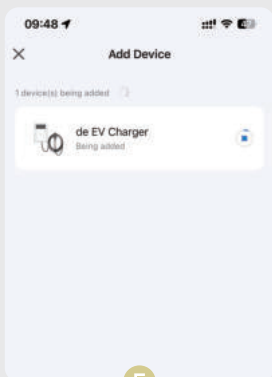 09:48
Add Device
1 device(s) being added
de EV Charger
Being added